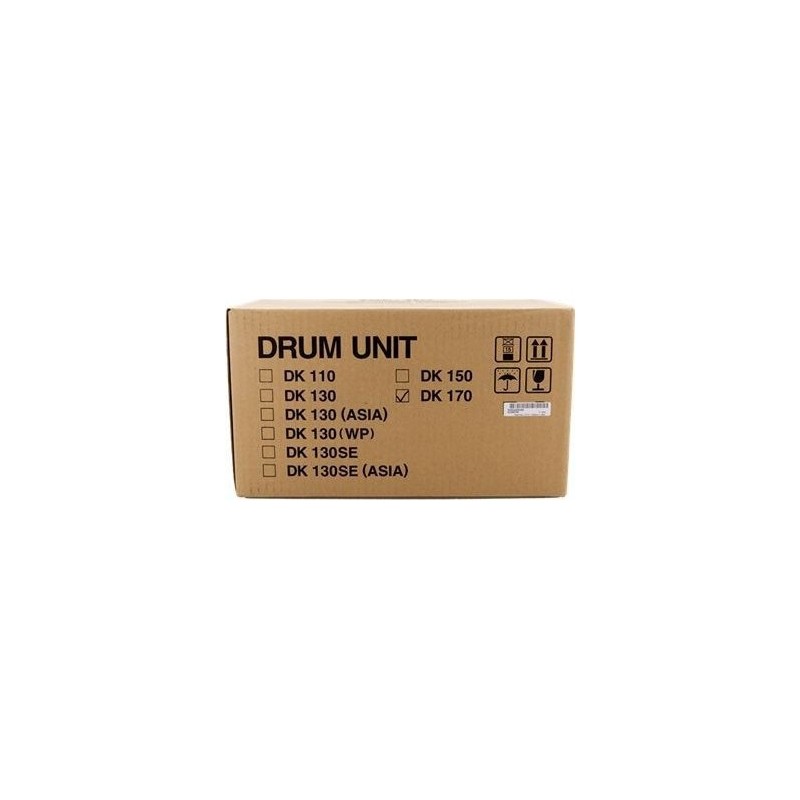 DRUM UNIT
DK 110
DK 150
DK 130
DK 170
DK 130 (ASIA)
DK 130 (WP)
DK 130SE
DK 130SE (ASIA)